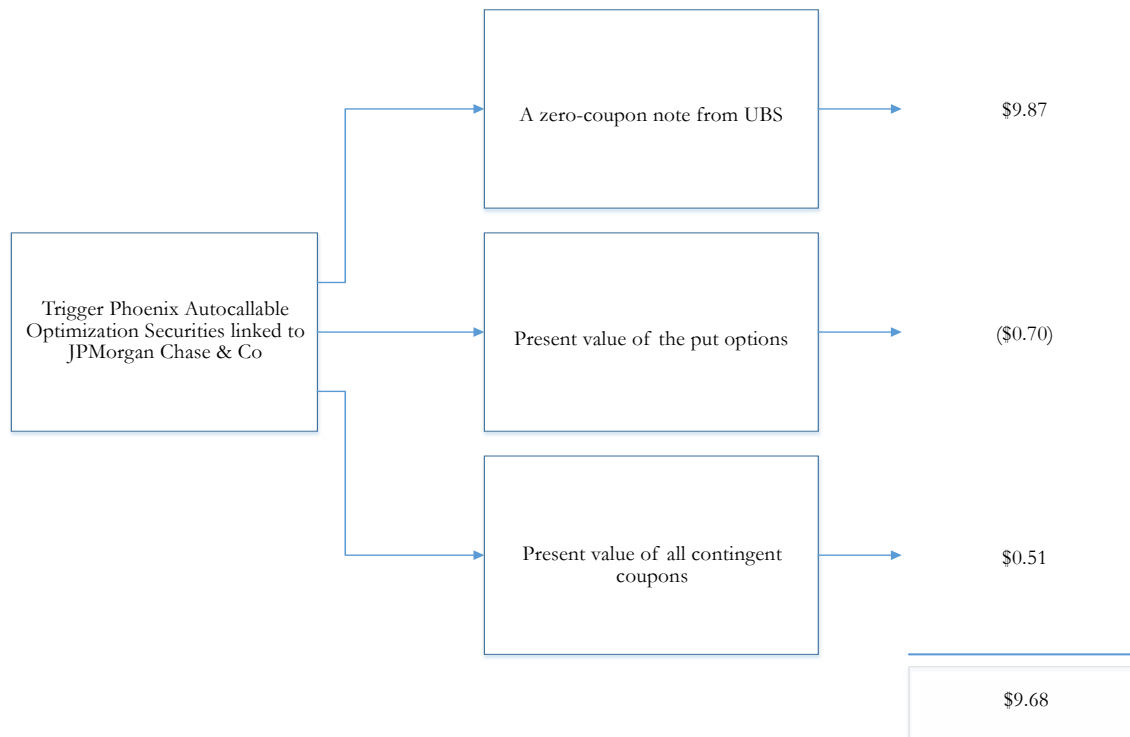 A zero-coupon note from UBS
$9.87
Trigger Phoenix Autocallable
Optimization Securities linked to
JPMorgan Chase & Co
Present value of the put options
($0.70)
Present value of all contingent
coupons
$0.51
$9.68